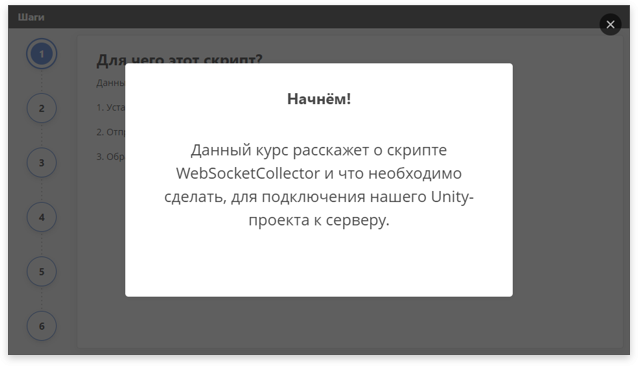 Шаги
1
Для чего этот скрипт?
Данны
1. Уста
2. Отпр
3. Обр
2
3
4
5
6
Начнём!
Данный курс расскажет о скрипте
WebSocketCollector и что необходимо
сделать, для подключения нашего Unity-
проекта к серверу.